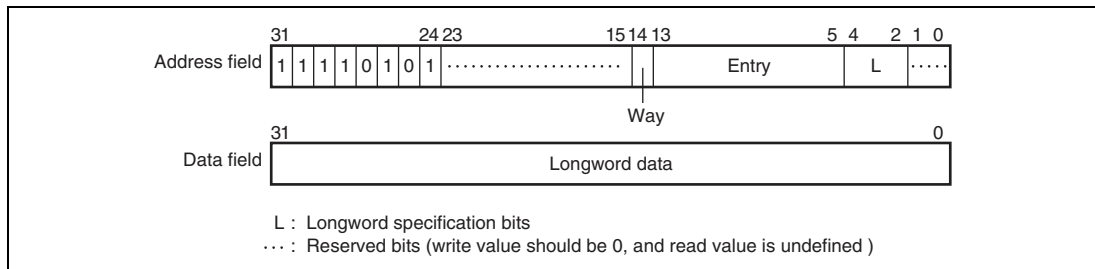 31 24 23 15 14 13 5 4 2 1 0
Address field 1 1 1 1 0 1 0 1 ..................... Entry L .....
Way
31 0
Data field Longword data
L : Longword specification bits
··· : Reserved bits (write value should be 0, and read value is undefined )